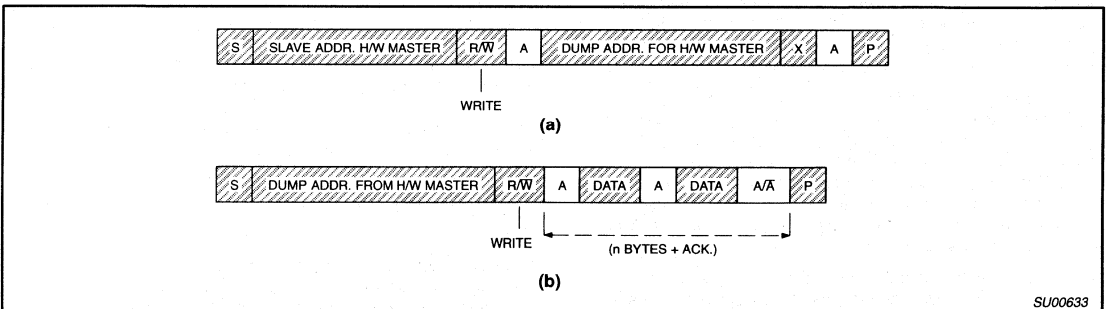 S SLAVE ADDR. H/W MASTER R/W̅ A DUMP ADDR. FOR H/W MASTER X A P
WRITE
(a)
S DUMP ADDR. FROM H/W MASTER R/W̅ A DATA A DATA A/A̅ P
WRITE
(n BYTES + ACK.)
(b)
SU00633